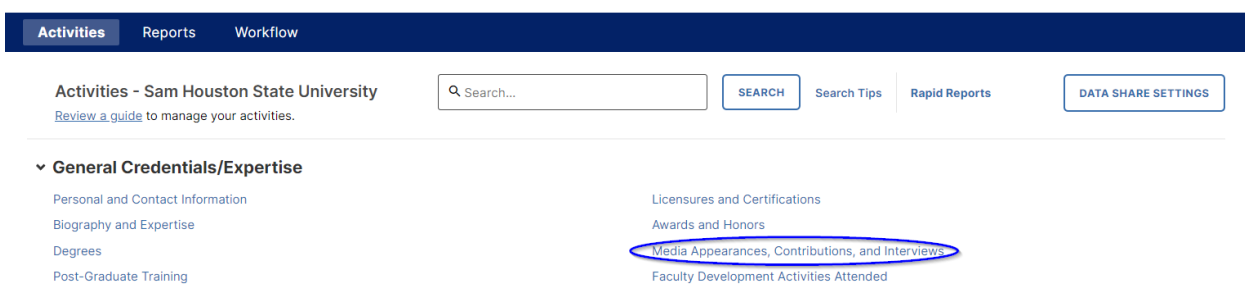 Activities Reports Workflow
Activities - Sam Houston State University
Search...
SEARCH
Search Tips
Rapid Reports
DATA SHARE SETTINGS
Review a guide to manage your activities.
General Credentials/Expertise
Personal and Contact Information
Biography and Expertise
Degrees
Post-Graduate Training
Licensures and Certifications
Awards and Honors
Media Appearances, Contributions, and Interviews
Faculty Development Activities Attended